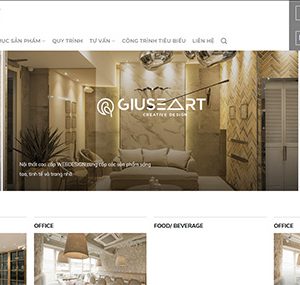 ỤC SẢN PHẨM QUY TRÌNH TƯ VẤN CÔNG TRÌNH TIÊU BIỂU LIÊN HỆ
GIUSEART
CREATIVE DESIGN
Nội thất cao cấp WEBDESIGN cung cấp các sản phẩm sáng
tạo, tinh tế và trang nhã
OFFICE FOOD/ BEVERAGE OFFICE